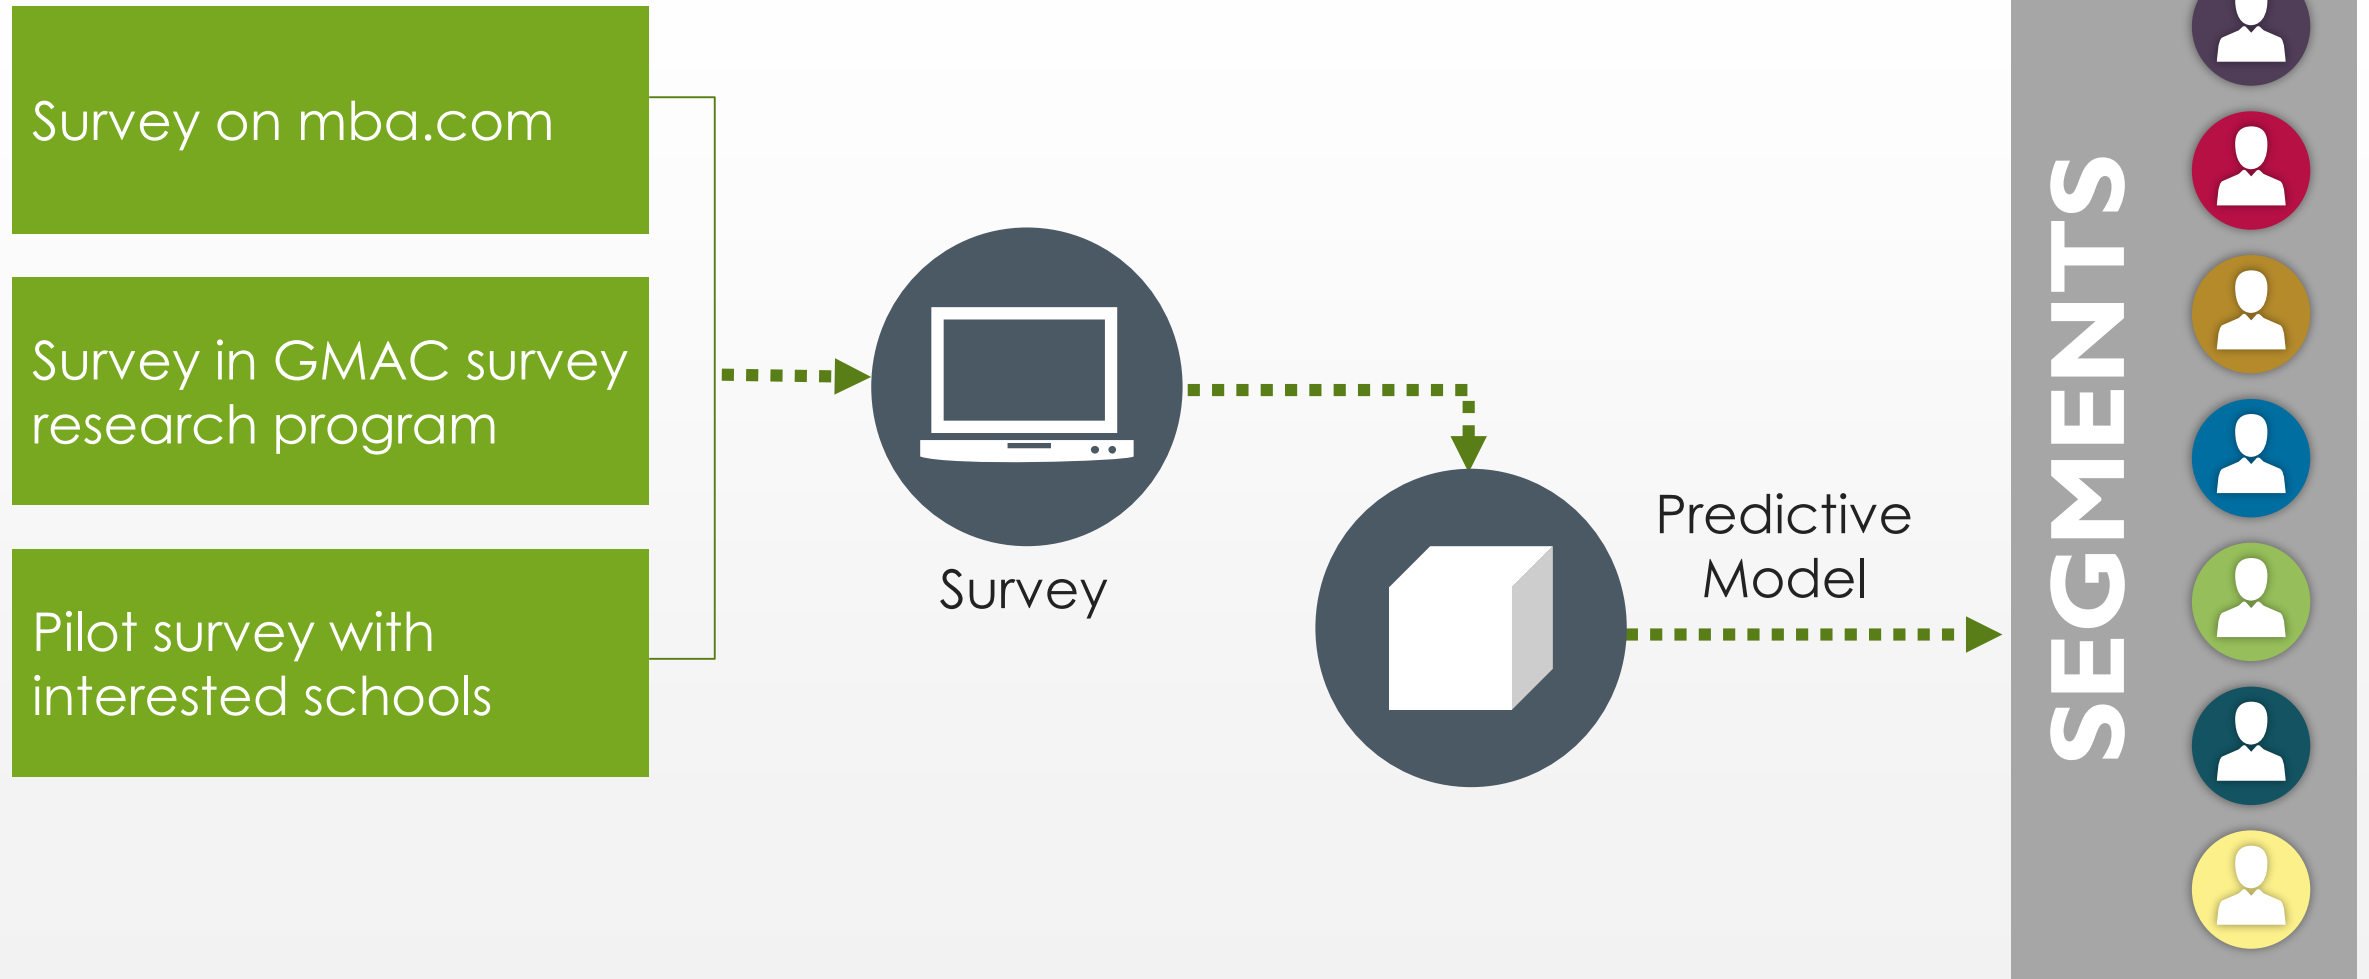 Survey on mba.com
Survey in GMAC survey
research program
Pilot survey with
interested schools
Survey
Predictive
Model
SEGMENTS